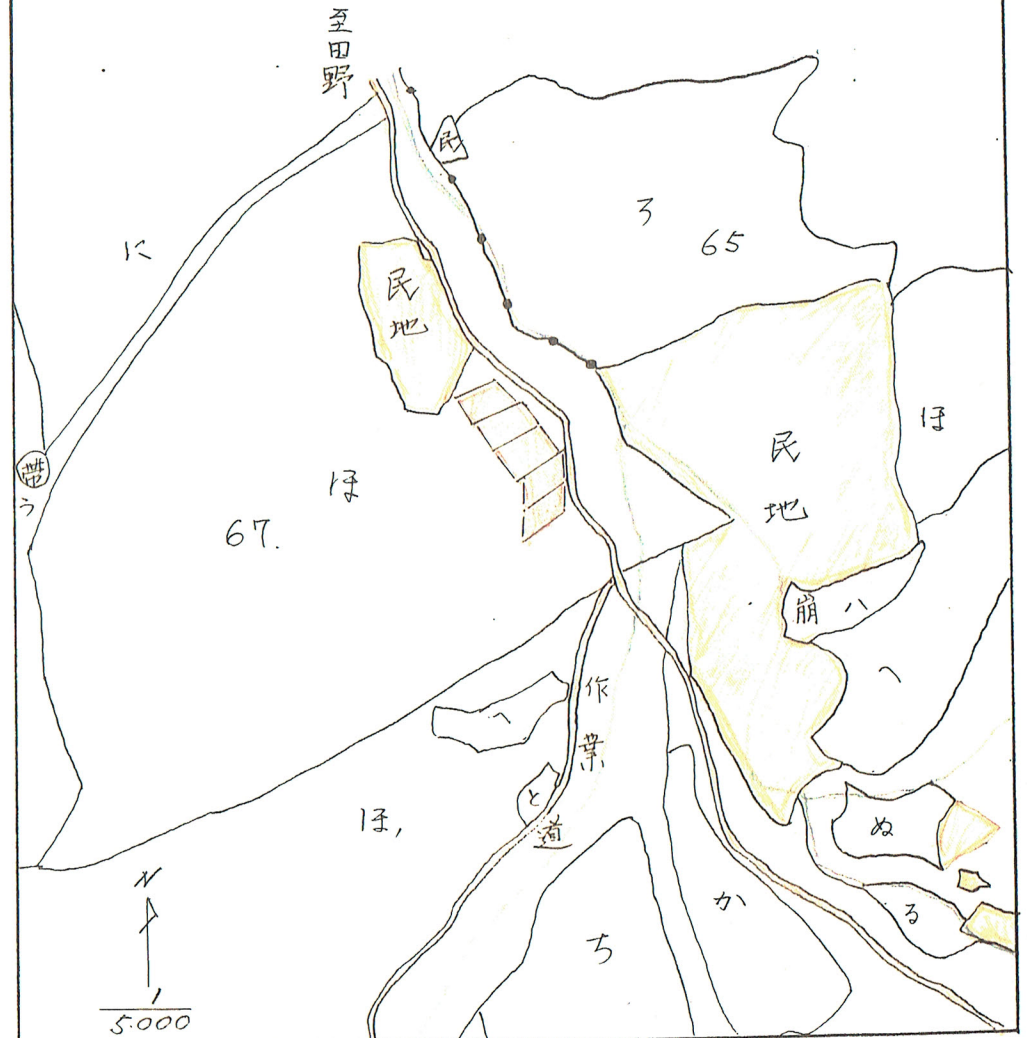 至田野
民
ろ
65
に
民地
ほ
民地
帯
う
ほ
67.
崩
ハ
へ
へ
作業道
と
ほ,
ぬ
る
か
ち
N
1
5.000